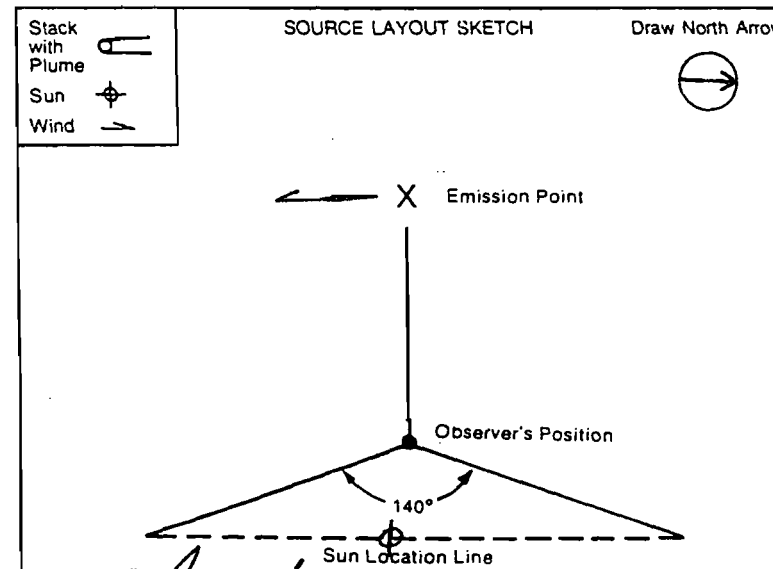 Stack
with
Plume
Sun
Wind
SOURCE LAYOUT SKETCH
Draw North Arrow
X Emission Point
Observer's Position
140°
Sun Location Line